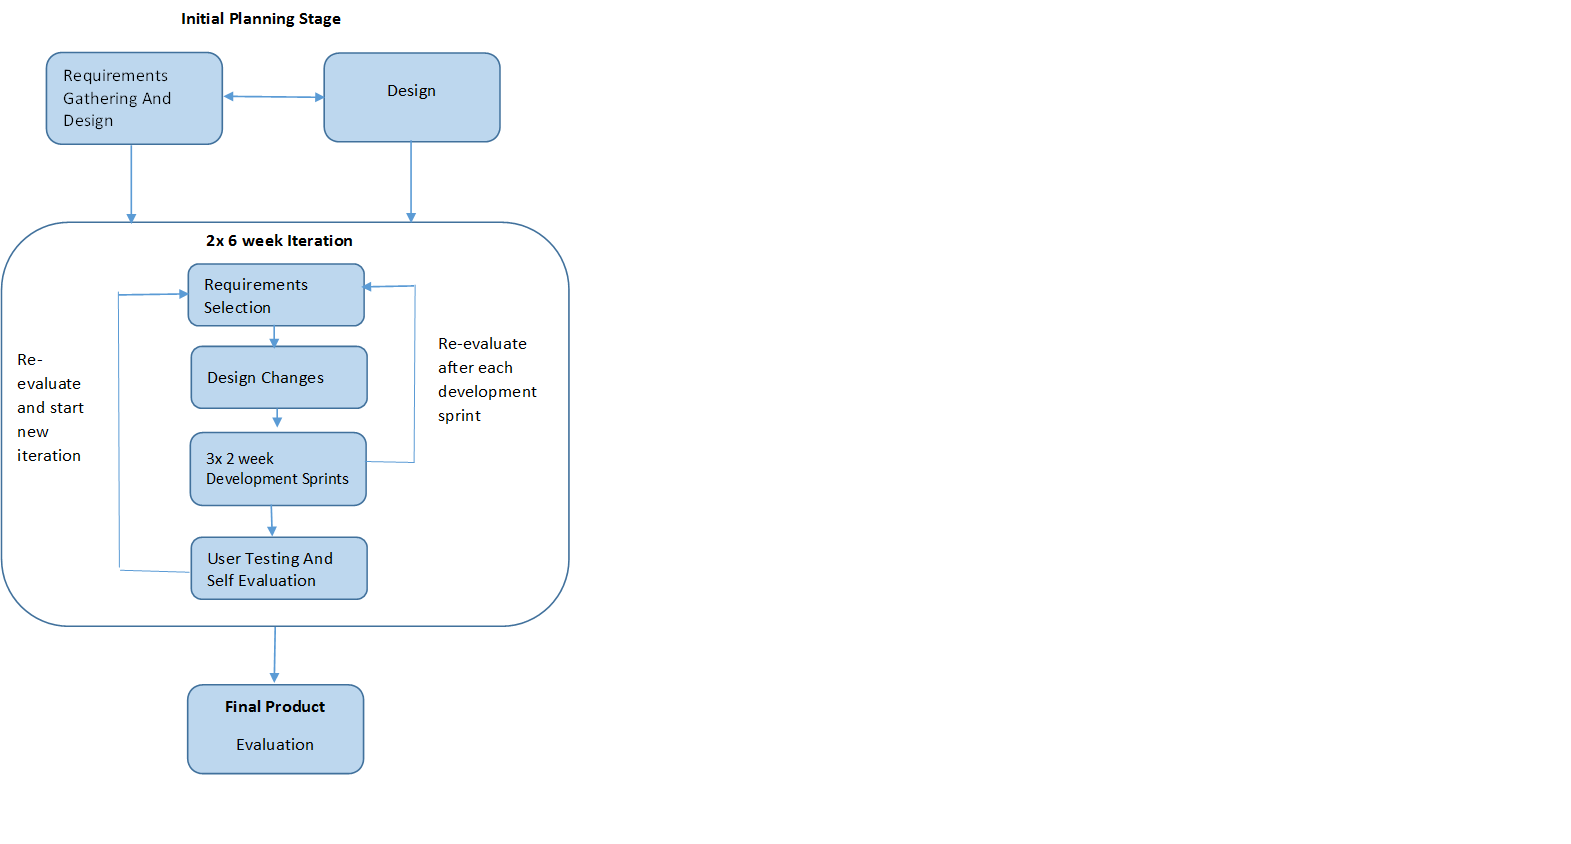 Initial Planning Stage
Requirements
Gathering And
Design
Design
2x 6 week Iteration
Requirements
Selection
Re-
evaluate
and start
new
iteration
Re-evaluate
after each
development
sprint
Design Changes
3x 2 week
Development Sprints
User Testing And
Self Evaluation
Final Product
Evaluation